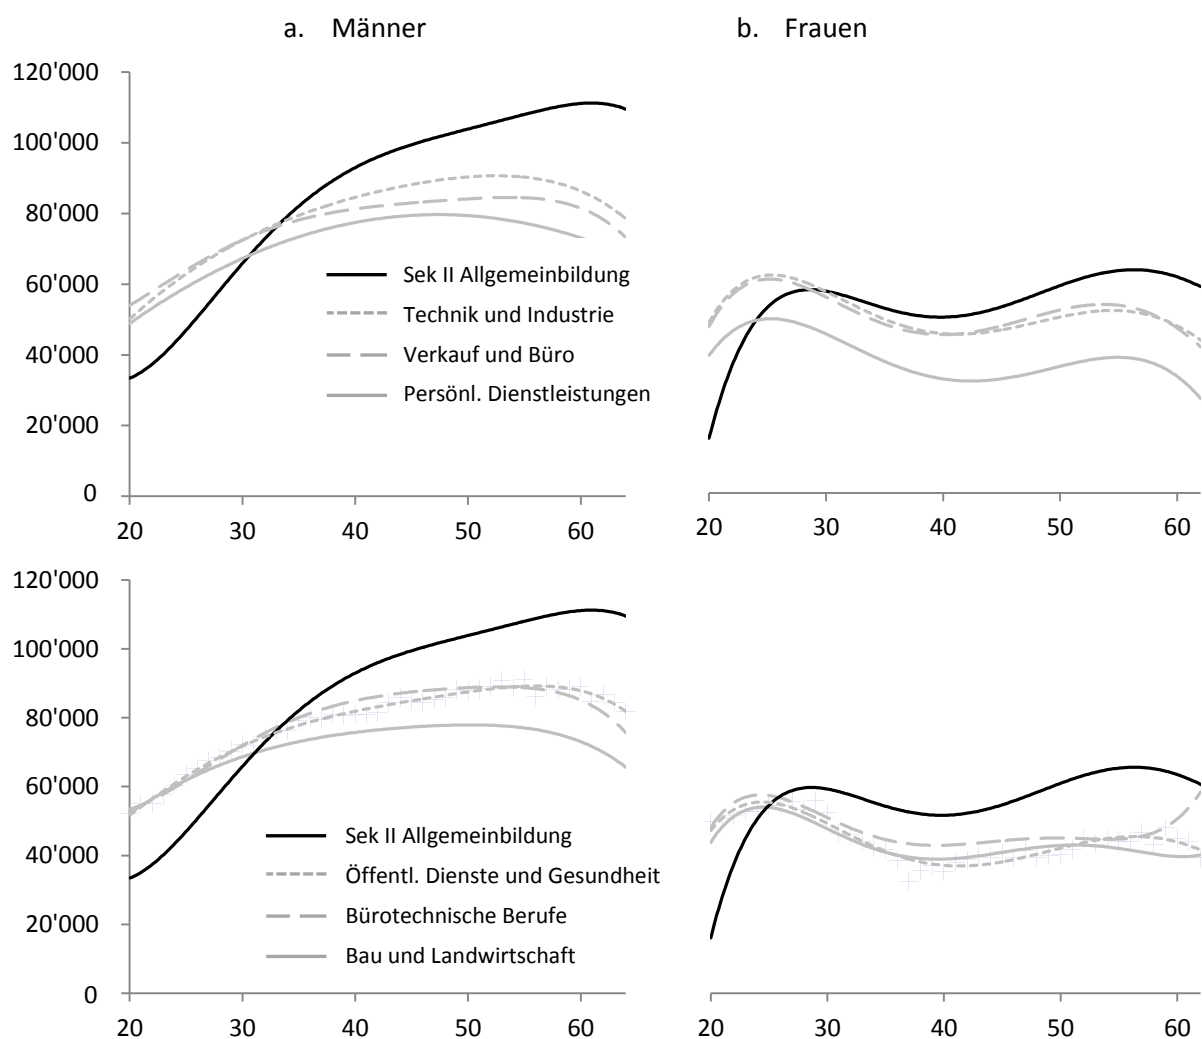 a. Männer
b. Frauen
120'000
100'000
80'000
60'000
40'000
20'000
0
Sek II Allgemeinbildung
Technik und Industrie
Verkauf und Büro
Persönl. Dienstleistungen
20 30 40 50 60
20 30 40 50 60
120'000
100'000
80'000
60'000
40'000
20'000
0
Sek II Allgemeinbildung
Öffentl. Dienste und Gesundheit
Bürotechnische Berufe
Bau und Landwirtschaft
20 30 40 50 60
20 30 40 50 60